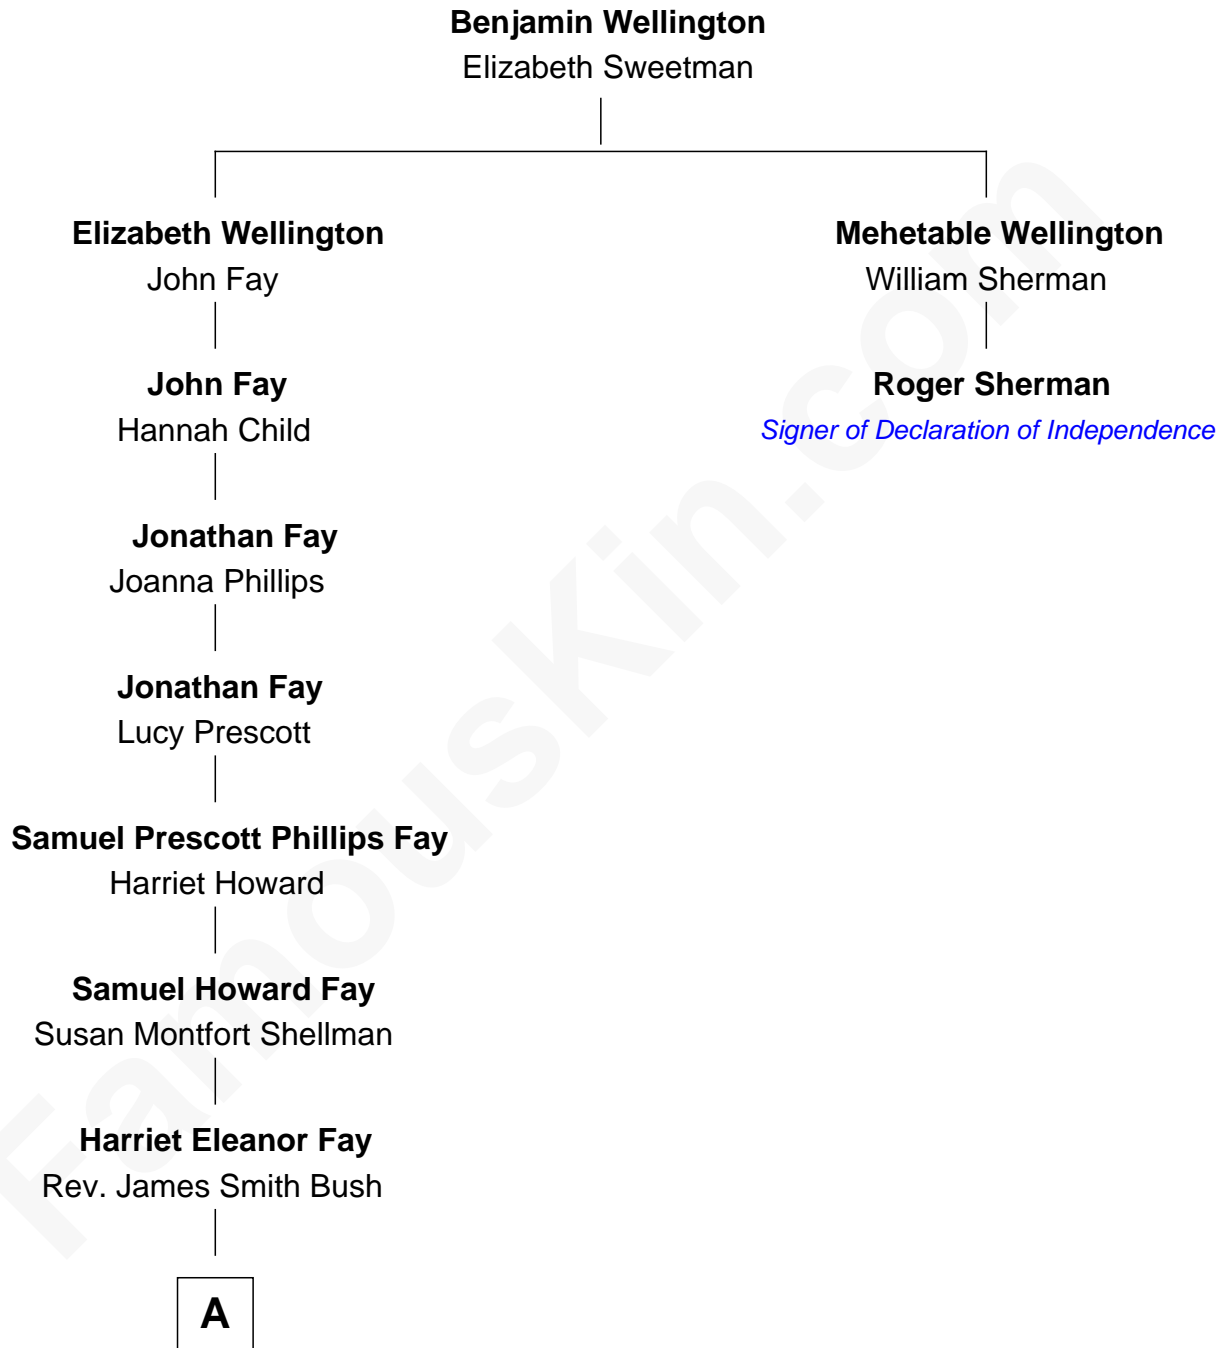 Benjamin Wellington
Elizabeth Sweetman
Elizabeth Wellington
John Fay
Mehetable Wellington
William Sherman
John Fay
Hannah Child
Roger Sherman
Signer of Declaration of Independence
Jonathan Fay
Joanna Phillips
Jonathan Fay
Lucy Prescott
Samuel Prescott Phillips Fay
Harriet Howard
Samuel Howard Fay
Susan Montfort Shellman
Harriet Eleanor Fay
Rev. James Smith Bush
A
FamousKin.com